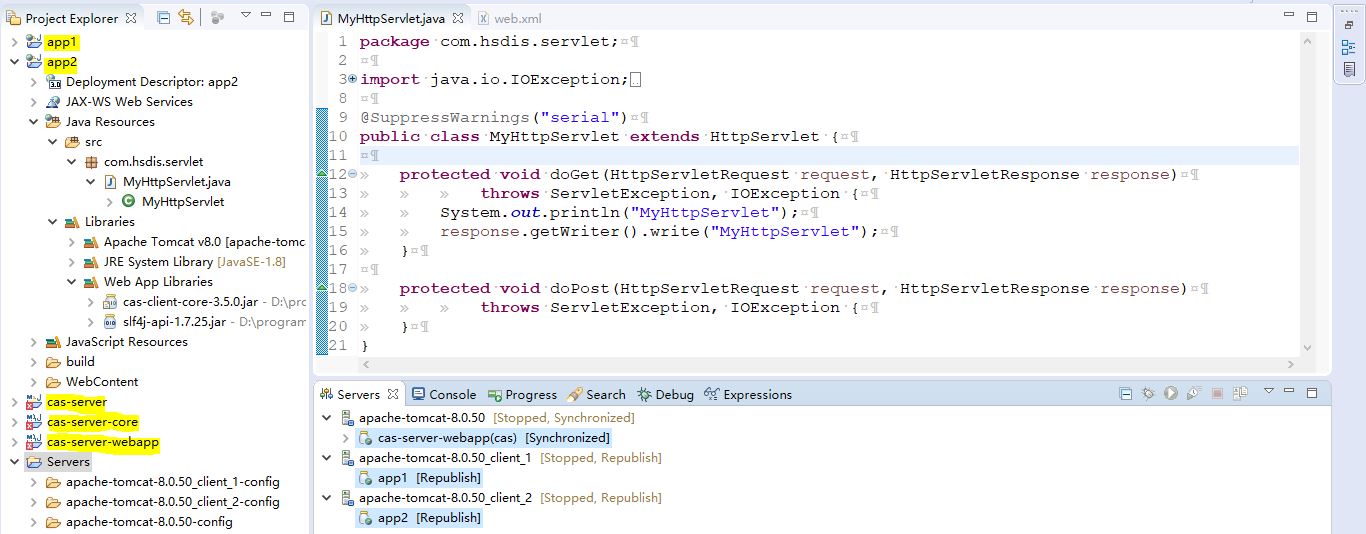 Project Explorer
app1
app2
Deployment Descriptor: app2
JAX-WS Web Services
Java Resources
src
com.hsdis.servlet
MyHttpServlet.java
MyHttpServlet
Libraries
Apache Tomcat v8.0 [apache-tomc
JRE System Library [JavaSE-1.8]
Web App Libraries
cas-client-core-3.5.0.jar - D:\pro
slf4j-api-1.7.25.jar - D:\program
JavaScript Resources
build
WebContent
cas-server
cas-server-core
cas-server-webapp
Servers
apache-tomcat-8.0.50_client_1-config
apache-tomcat-8.0.50_client_2-config
apache-tomcat-8.0.50-config
MyHttpServlet.java web.xml
1 package com.hsdis.servlet;¤¶
2 ¤¶
3 import java.io.IOException;
8 ¤¶
9 @SuppressWarnings("serial")¤¶
10 public class MyHttpServlet extends HttpServlet {¤¶
11 ¤¶
12 » protected void doGet(HttpServletRequest request, HttpServletResponse response)¤¶
13 » » » throws ServletException, IOException {¤¶
14 » » System.out.println("MyHttpServlet");¤¶
15 » » response.getWriter().write("MyHttpServlet");¤¶
16 » }¤¶
17 ¤¶
18 » protected void doPost(HttpServletRequest request, HttpServletResponse response)¤¶
19 » » » throws ServletException, IOException {¤¶
20 » }¤¶
21 }
Servers Console Progress Search Debug Expressions
apache-tomcat-8.0.50 [Stopped, Synchronized]
cas-server-webapp(cas) [Synchronized]
apache-tomcat-8.0.50_client_1 [Stopped, Republish]
app1 [Republish]
apache-tomcat-8.0.50_client_2 [Stopped, Republish]
app2 [Republish]